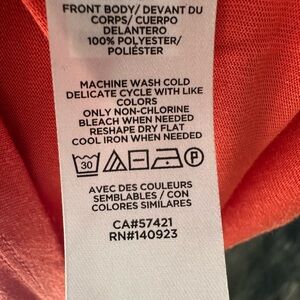 FRONT BODY/ DEVANT DU
CORPS/ CUERPO
DELANTERO
100% POLYESTER/
POLIÉSTER
MACHINE WASH COLD
DELICATE CYCLE WITH LIKE
COLORS
ONLY NON-CHLORINE
BLEACH WHEN NEEDED
RESHAPE DRY FLAT
COOL IRON WHEN NEEDED
30 P
AVEC DES COULEURS
SEMBLABLES / CON
COLORES SIMILARES
CA#57421
RN#140923